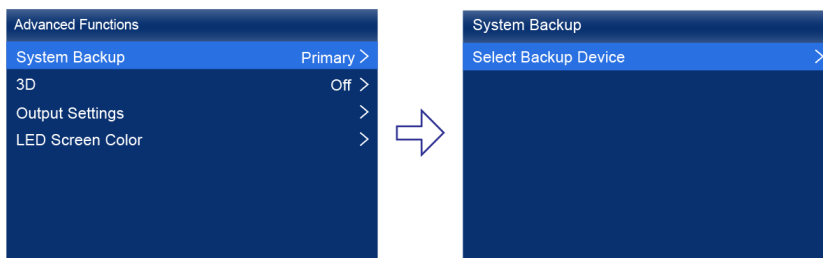 Advanced Functions
System Backup Primary >
3D Off >
Output Settings >
LED Screen Color >
System Backup
Select Backup Device >